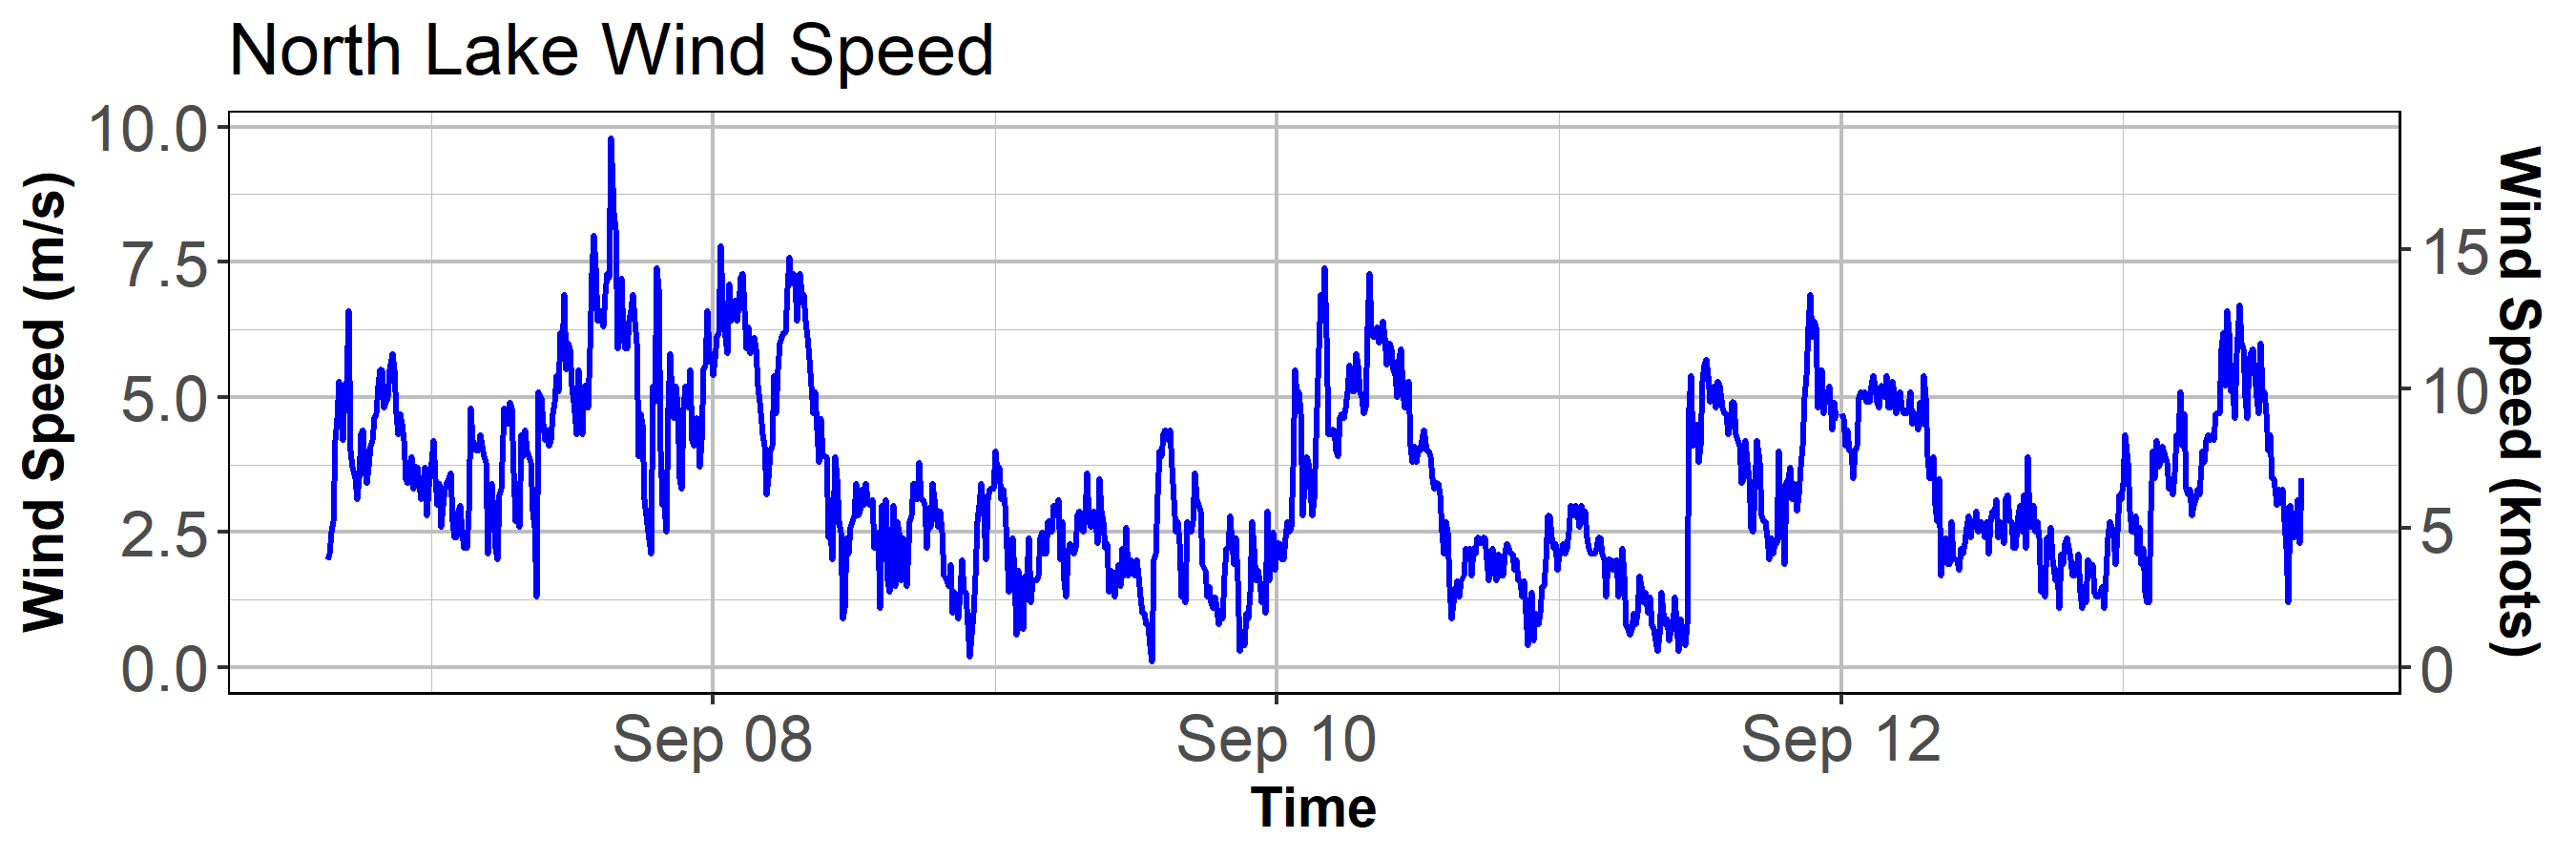 North Lake Wind Speed
Wind Speed (m/s)
10.0
7.5
5.0
2.5
0.0
Wind Speed (knots)
15
10
5
0
Sep 08
Sep 10
Sep 12
Time